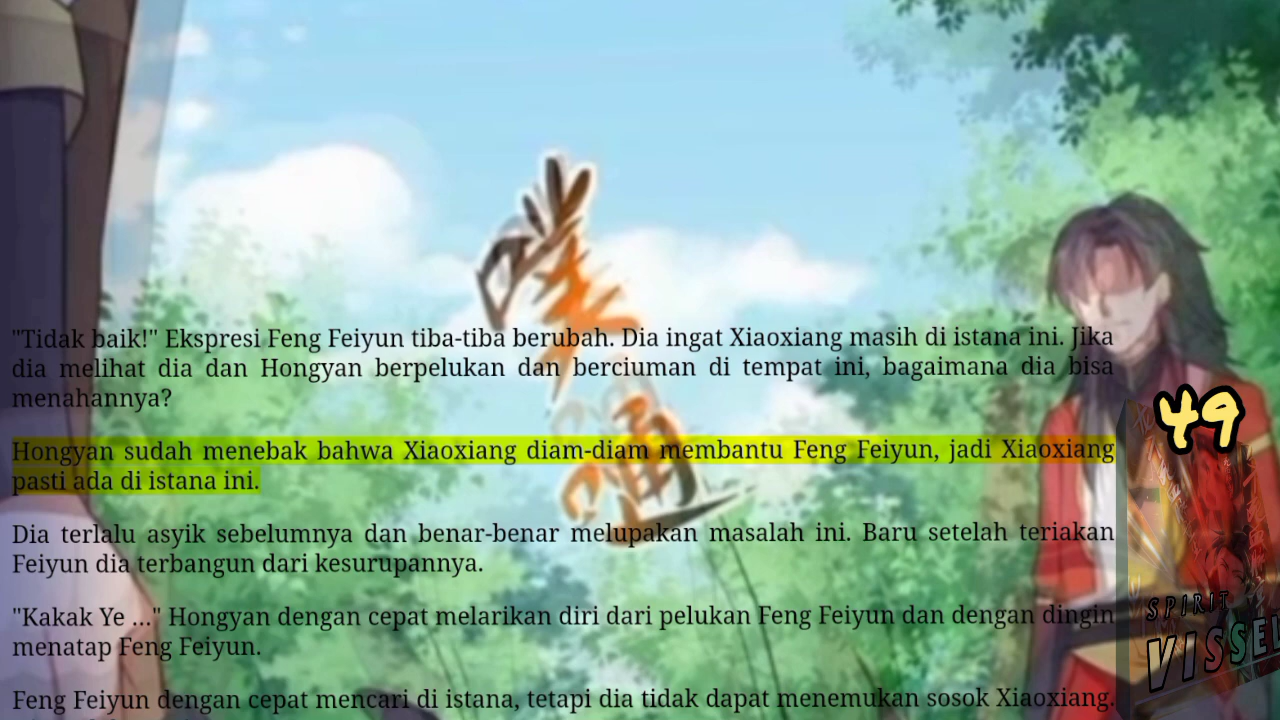 "Tidak baik!" Ekspresi Feng Feiyun tiba-tiba berubah. Dia ingat Xiaoxiang masih di istana ini. Jika
dia melihat dia dan Hongyan berpelukan dan berciuman di tempat ini, bagaimana dia bisa
menahannya?
Hongyan sudah menebak bahwa Xiaoxiang diam-diam membantu Feng Feiyun, jadi Xiaoxiang
pasti ada di istana ini.
Dia terlalu asyik sebelumnya dan benar-benar melupakan masalah ini. Baru setelah teriakan
Feiyun dia terbangun dari kesurupannya.
"Kakak Ye ..." Hongyan dengan cepat melarikan diri dari pelukan Feng Feiyun dan dengan dingin
menatap Feng Feiyun.
Feng Feiyun dengan cepat mencari di istana, tetapi dia tidak dapat menemukan sosok Xiaoxiang.
49
SPIRIT
VISSEL